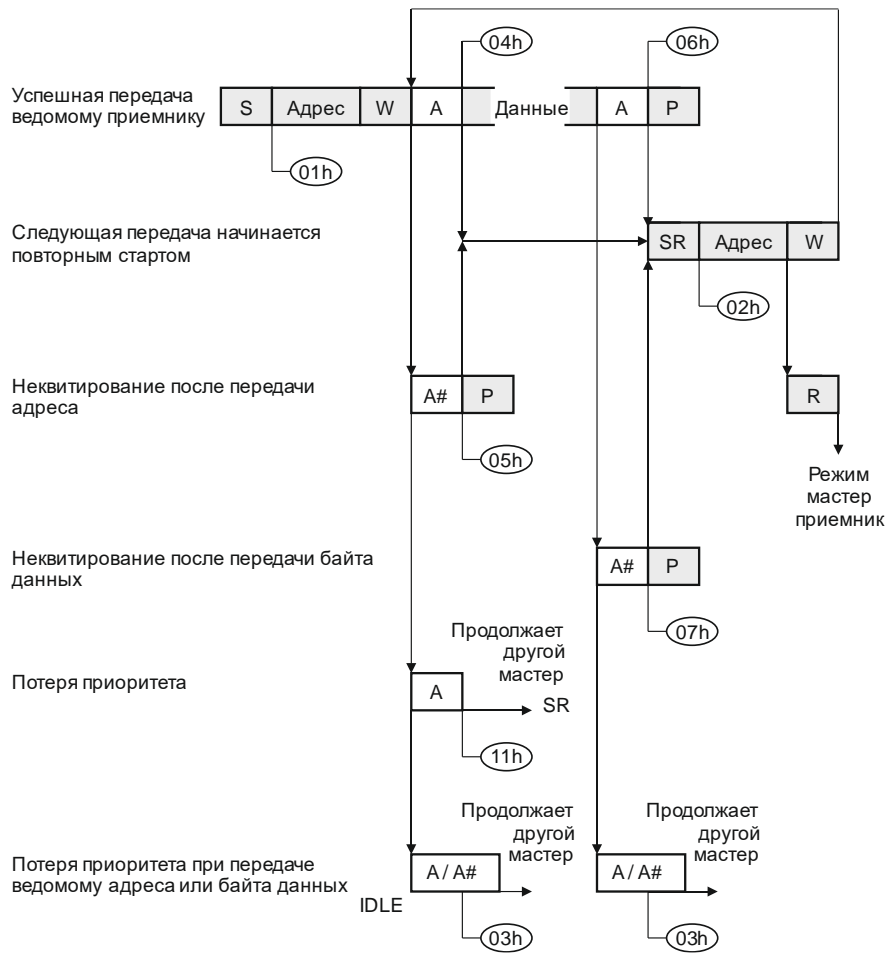 04h
06h
Успешная передача
ведомому приемнику
S Адрес W A Данные A P
01h
Следующая передача начинается
повторным стартом
SR Адрес W
02h
Неквитирование после передачи
адреса
A# P
R
05h
Режим
мастер
приемник
Неквитирование после передачи байта
данных
A# P
07h
Продолжает
другой
мастер
Потеря приоритета
A
SR
11h
Продолжает
другой
мастер
Продолжает
другой
мастер
Потеря приоритета при передаче
ведомому адреса или байта данных
A / A#
A / A#
IDLE
03h
03h